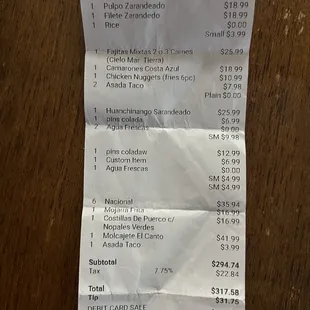 1 Pulpo Zarandeado $18.99
1 Filete Zarandedo $18.99
1 Rice $0.00
Small $3.99
1 Fajitas Mixtas 2 o 3 Carnes $25.99
(Cielo Mar Tierra)
1 Camarones Costa Azul $18.99
1 Chicken Nuggets (fries 6pc) $10.99
2 Asada Taco $7.98
Plain $0.00
1 Huanchinango Sarandeado $25.99
1 pins colada $6.99
2 Agua Frescas $0.00
SM $9.98
1 pins coladaw $12.99
1 Custom Item $6.99
1 Agua Frescas $0.00
SM $4.99
SM $4.99
6 Nacional $35.94
1 Mojarra Frita $16.99
1 Costillas De Puerco c/ $16.99
Nopales Verdes
1 Molcajete El Canto $41.99
1 Asada Taco $3.99
Subtotal $294.74
Tax 7.75% $22.84
Total $317.58
Tip $31.75
DEBIT CARD SALE